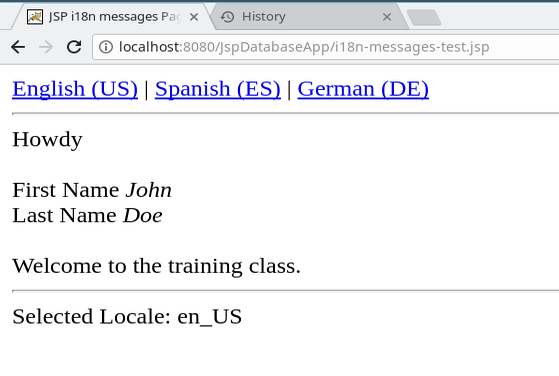 JSP i18n messages Pag
History
localhost:8080/JspDatabaseApp/i18n-messages-test.jsp
English (US) | Spanish (ES) | German (DE)
Howdy
First Name John
Last Name Doe
Welcome to the training class.
Selected Locale: en_US